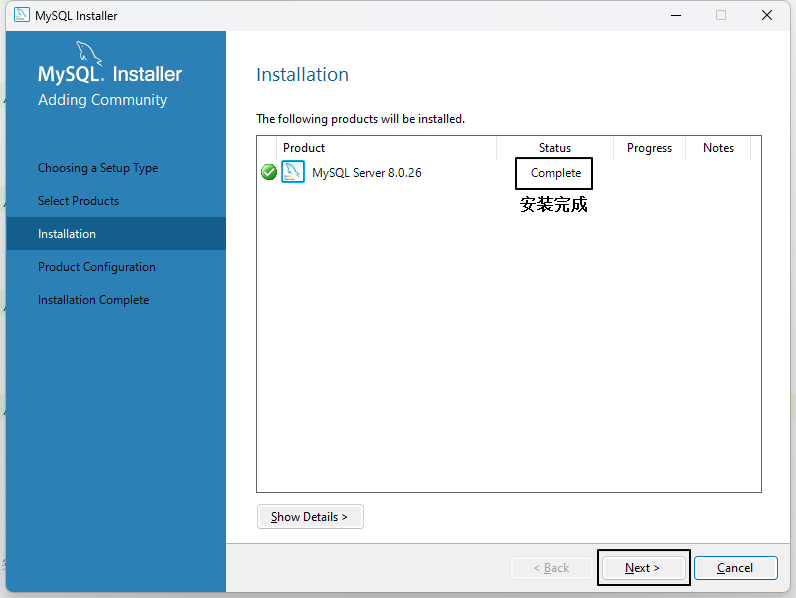 MySQL Installer
MySQL. Installer
Adding Community
Choosing a Setup Type
Select Products
Installation
Product Configuration
Installation Complete
Installation
The following products will be installed.
Product Status Progress Notes
MySQL Server 8.0.26 Complete
安装完成
Show Details >
< Back Next > Cancel